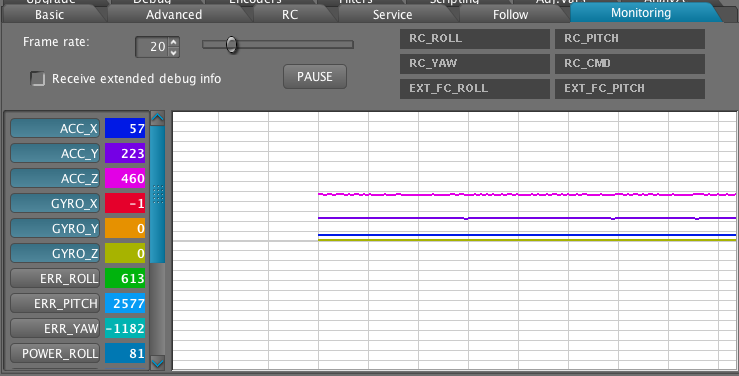 Upgrade Debug Encoders Filters Scripting Adj.Vars
Basic Advanced RC Service Follow Monitoring
Frame rate: 20
Receive extended debug info
PAUSE
RC_ROLL RC_PITCH
RC_YAW RC_CMD
EXT_FC_ROLL EXT_FC_PITCH
ACC_X 57
ACC_Y 223
ACC_Z 460
GYRO_X -1
GYRO_Y 0
GYRO_Z 0
ERR_ROLL 613
ERR_PITCH 2577
ERR_YAW -1182
POWER_ROLL 81